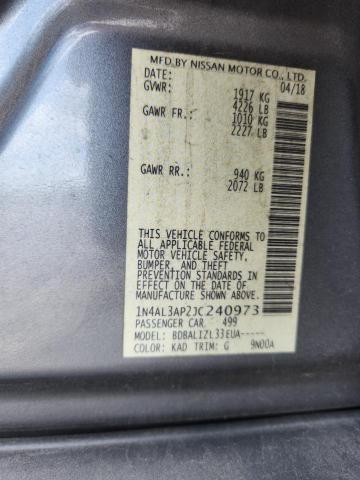 MFD BY NISSAN MOTOR CO., LTD.
DATE: 04/18
GVWR: 1917 KG
4226 LB
GAWR FR.: 1010 KG
2227 LB
GAWR RR.: 940 KG
2072 LB
THIS VEHICLE CONFORMS TO
ALL APPLICABLE FEDERAL
MOTOR VEHICLE SAFETY,
BUMPER, AND THEFT
PREVENTION STANDARDS IN
EFFECT ON THE DATE OF
MANUFACTURE SHOWN ABOVE.
1N4AL3AP2JC240973
PASSENGER CAR 499
MODEL: BDBALIZL33EUA-----
COLOR: KAD TRIM: G 9N00A